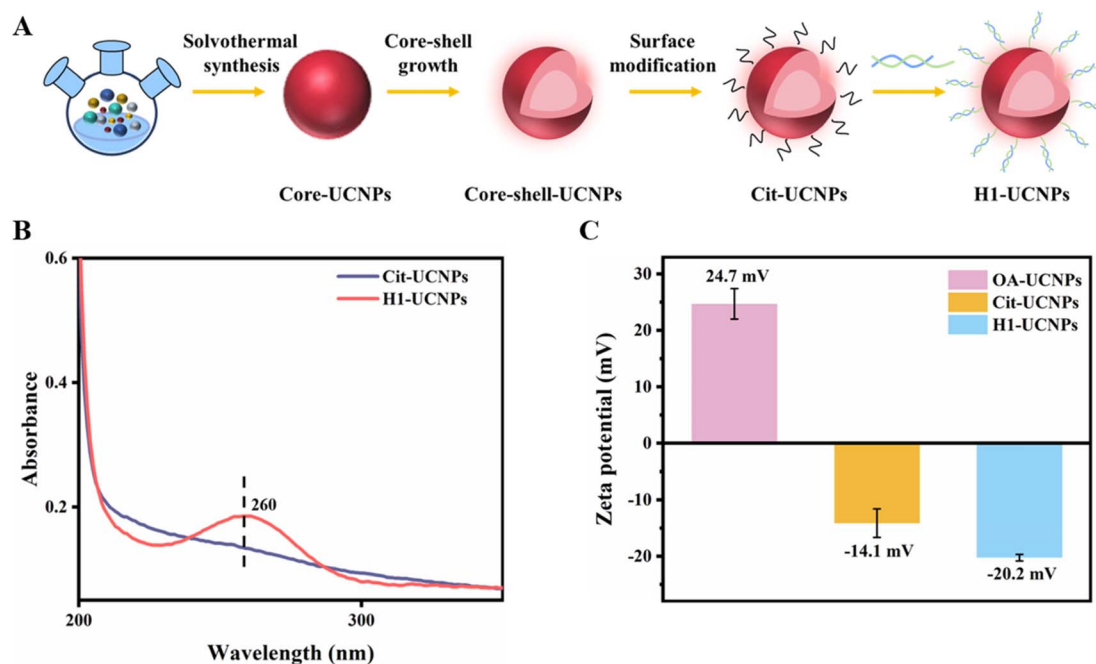 A
Solvothermal
synthesis
Core-shell
growth
Surface
modification
Core-UCNPs
Core-shell-UCNPs
Cit-UCNPs
H1-UCNPs
B
0.6
0.4
0.2
Absorbance
Cit-UCNPs
H1-UCNPs
260
200
300
Wavelength (nm)
C
30
20
10
0
-10
-20
Zeta potential (mV)
24.7 mV
OA-UCNPs
Cit-UCNPs
H1-UCNPs
-14.1 mV
-20.2 mV